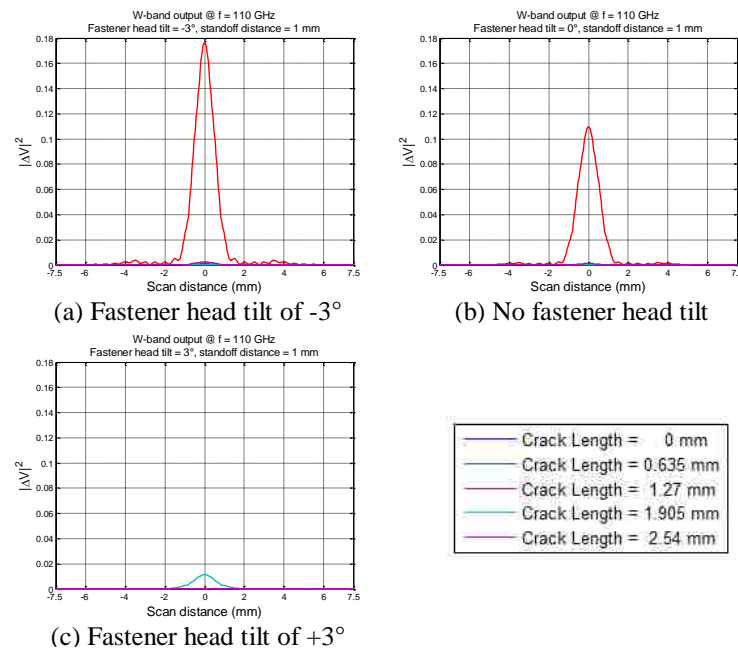 W-band output @ f = 110 GHz
Fastener head tilt = -3°, standoff distance = 1 mm
0.18
0.16
0.14
0.12
0.1
0.08
0.06
0.04
0.02
0
|ΔV|²
-7.5 -6 -4 -2 0 2 4 6 7.5
Scan distance (mm)
(a) Fastener head tilt of -3°
W-band output @ f = 110 GHz
Fastener head tilt = 0°, standoff distance = 1 mm
0.18
0.16
0.14
0.12
0.1
0.08
0.06
0.04
0.02
0
|ΔV|²
-7.5 -6 -4 -2 0 2 4 6 7.5
Scan distance (mm)
(b) No fastener head tilt
W-band output @ f = 110 GHz
Fastener head tilt = 3°, standoff distance = 1 mm
0.18
0.16
0.14
0.12
0.1
0.08
0.06
0.04
0.02
0
|ΔV|²
-7.5 -6 -4 -2 0 2 4 6 7.5
Scan distance (mm)
(c) Fastener head tilt of +3°
Crack Length = 0 mm
Crack Length = 0.635 mm
Crack Length = 1.27 mm
Crack Length = 1.905 mm
Crack Length = 2.54 mm